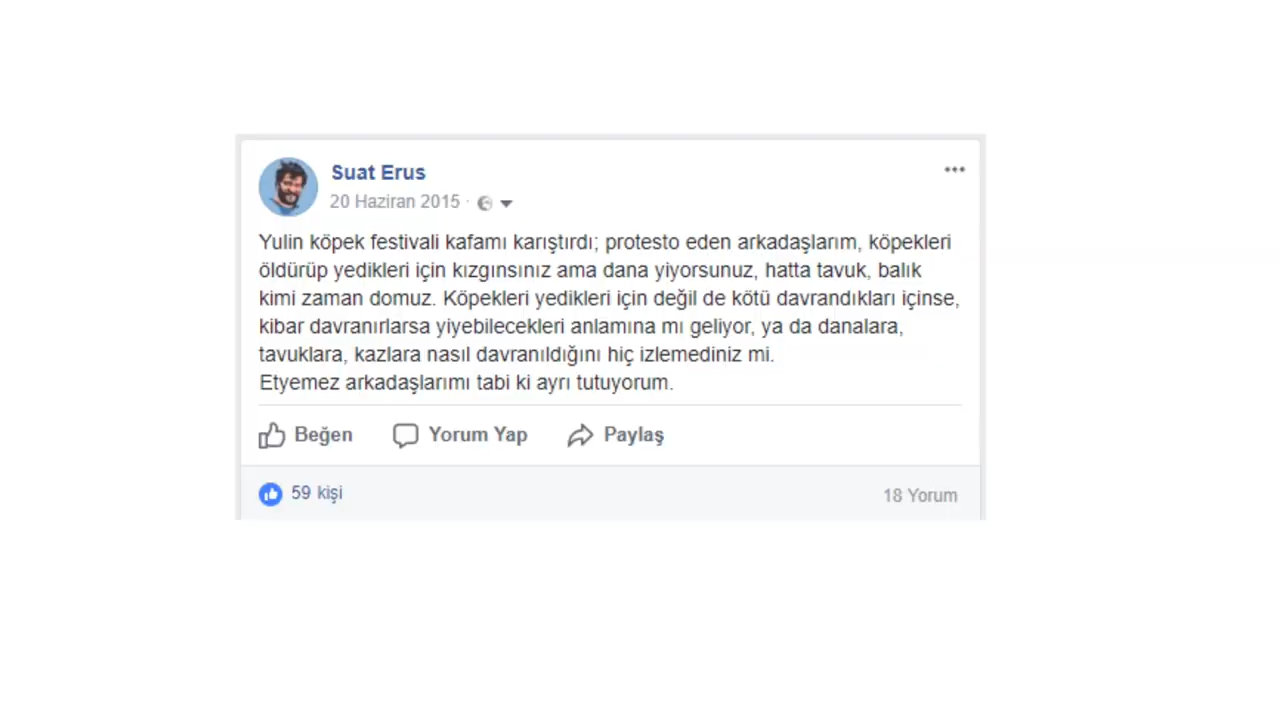 Suat Erus
20 Haziran 2015 ·
Yulin köpek festivali kafamı karıştırdı; protesto eden arkadaşlarım, köpekleri
öldürüp yedikleri için kızgınsınız ama dana yiyorsunuz, hatta tavuk, balık
kimi zaman domuz. Köpekleri yedikleri için değil de kötü davrandıkları içinse,
kibar davranırlarsa yiyebilecekleri anlamına mı geliyor, ya da danalara,
tavuklara, kazlara nasıl davranıldığını hiç izlemediniz mi.
Etyemez arkadaşlarımı tabi ki ayrı tutuyorum.
Beğen Yorum Yap Paylaş
59 kişi 18 Yorum